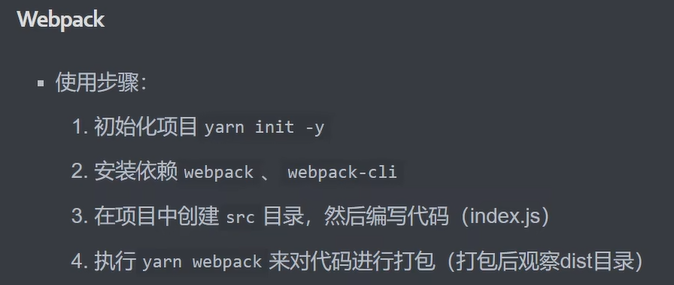 Webpack
使用步骤：
1. 初始化项目 yarn init -y
2. 安装依赖 webpack 、 webpack-cli
3. 在项目中创建 src 目录，然后编写代码（index.js）
4. 执行 yarn webpack 来对代码进行打包（打包后观察dist目录）